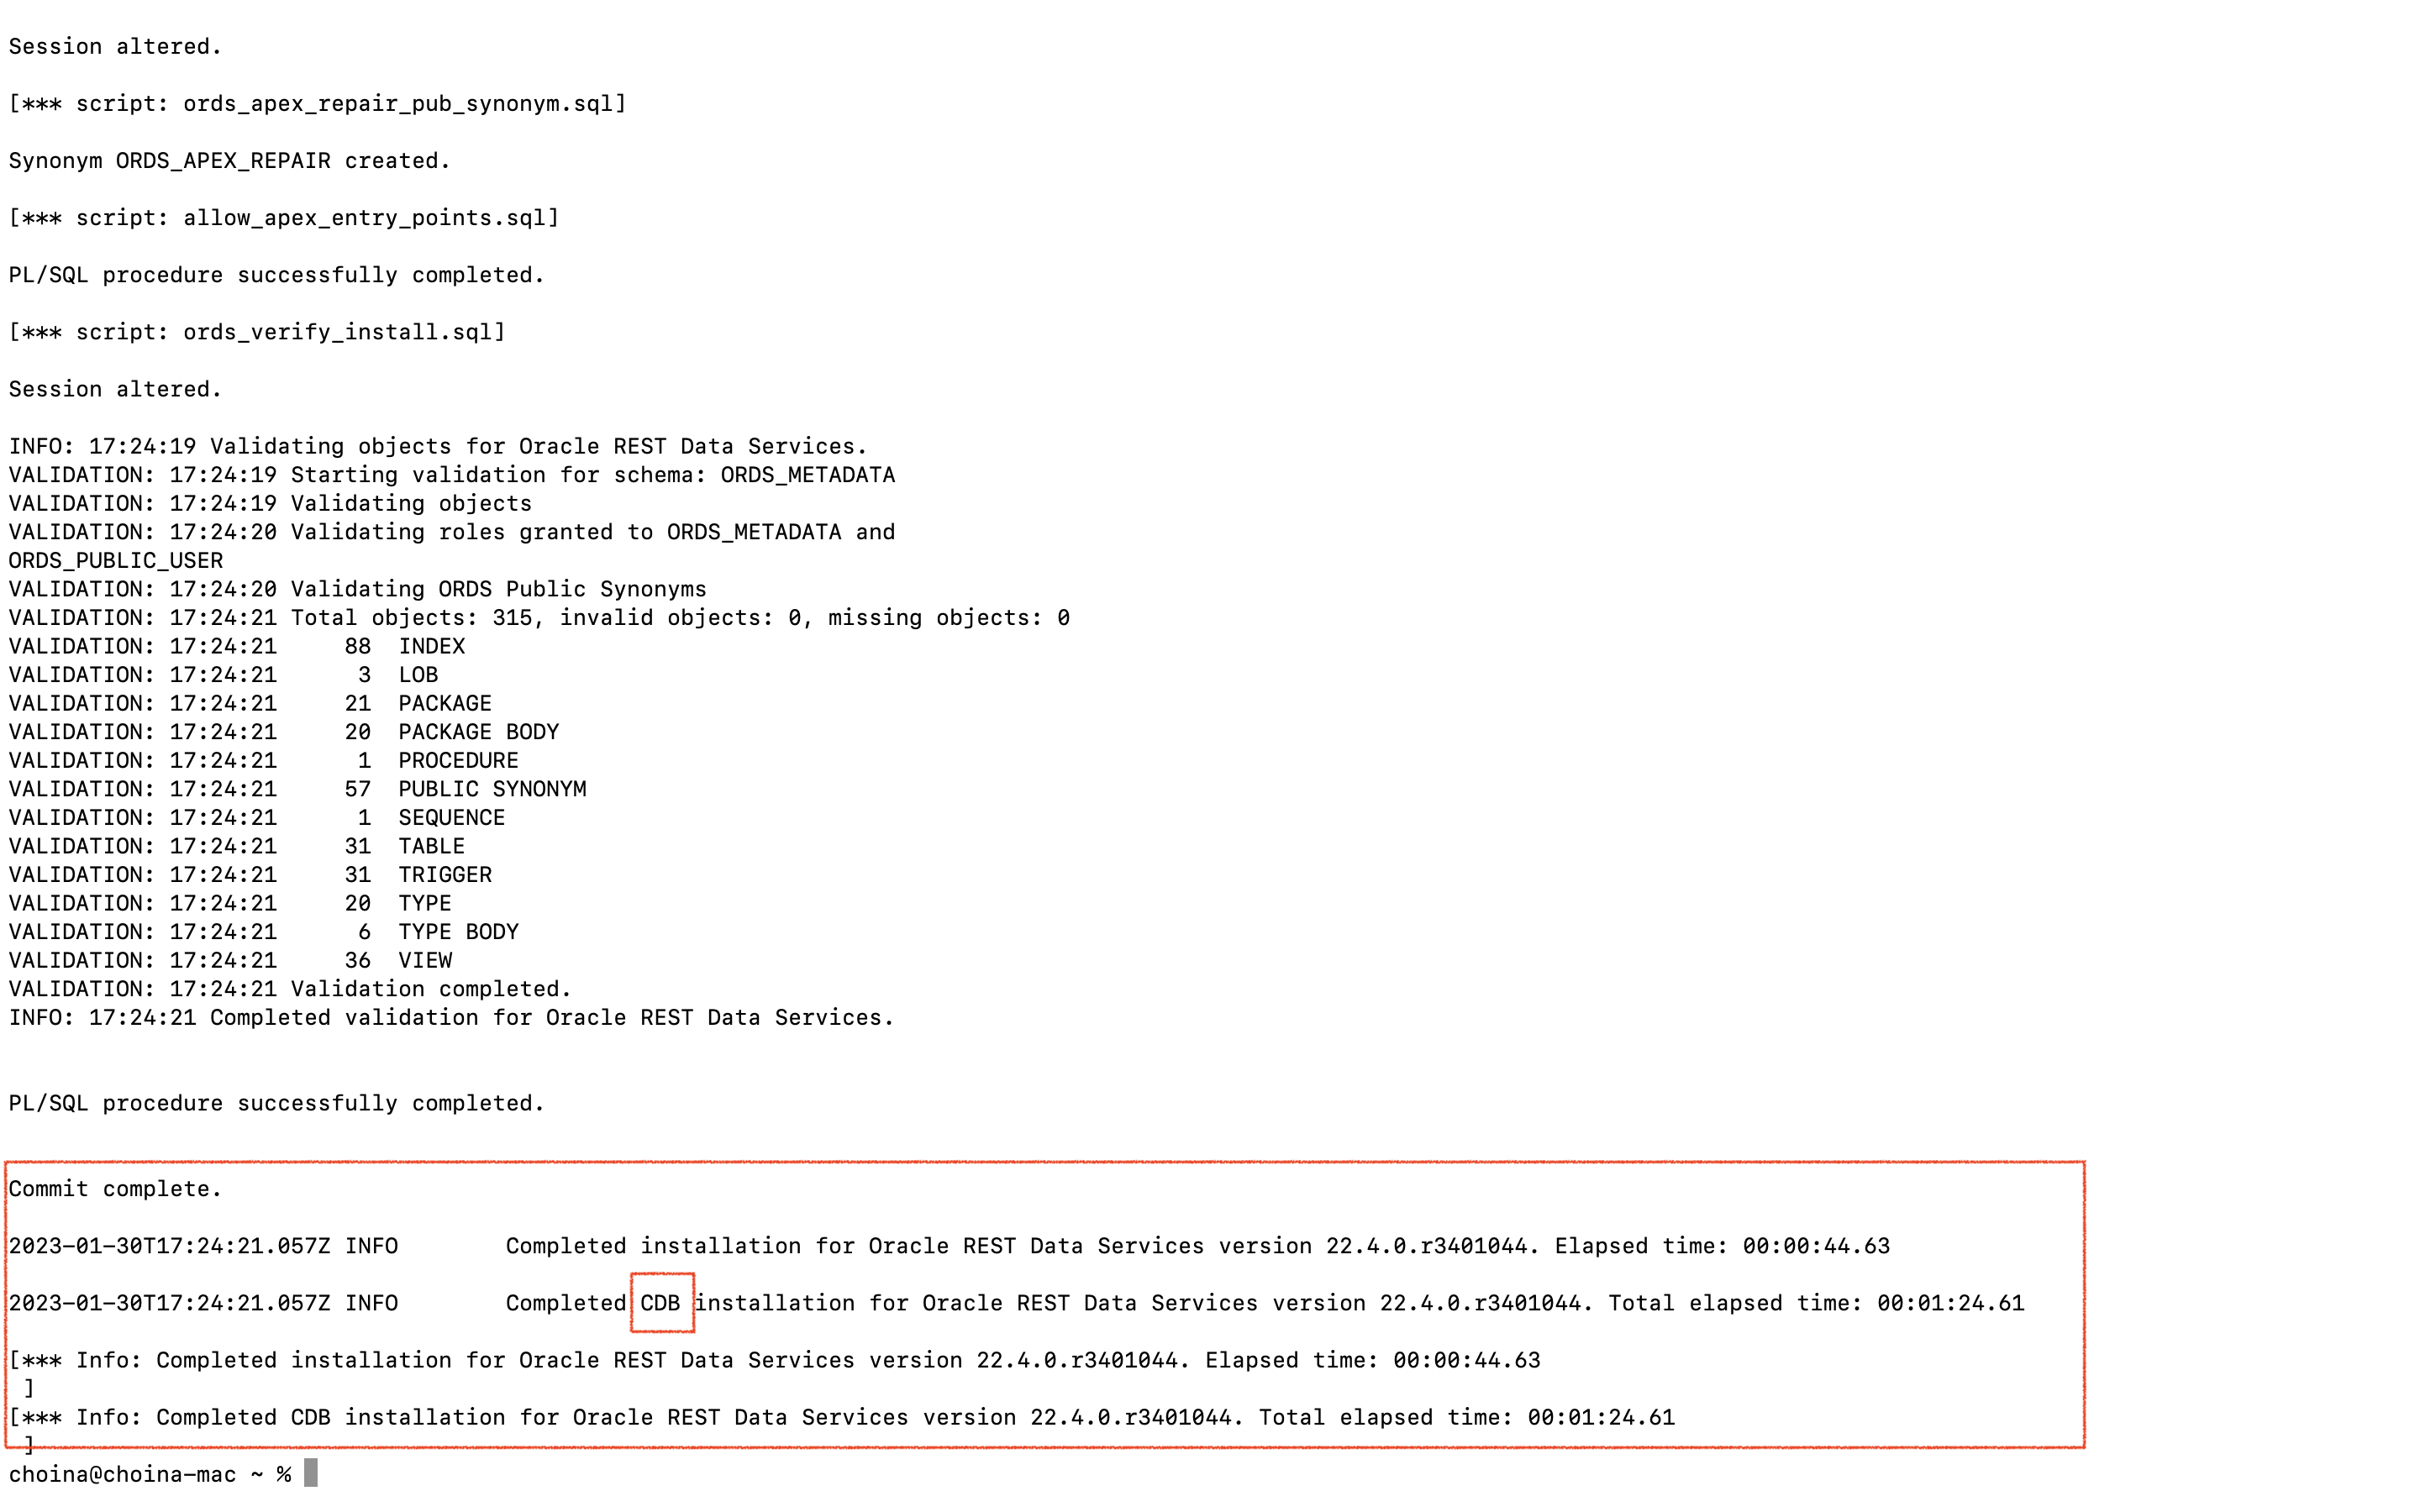 Session altered.
[*** script: ords_apex_repair_pub_synonym.sql]
Synonym ORDS_APEX_REPAIR created.
[*** script: allow_apex_entry_points.sql]
PL/SQL procedure successfully completed.
[*** script: ords_verify_install.sql]
Session altered.
INFO: 17:24:19 Validating objects for Oracle REST Data Services.
VALIDATION: 17:24:19 Starting validation for schema: ORDS_METADATA
VALIDATION: 17:24:19 Validating objects
VALIDATION: 17:24:20 Validating roles granted to ORDS_METADATA and
ORDS_PUBLIC_USER
VALIDATION: 17:24:20 Validating ORDS Public Synonyms
VALIDATION: 17:24:21 Total objects: 315, invalid objects: 0, missing objects: 0
VALIDATION: 17:24:21     88  INDEX
VALIDATION: 17:24:21      3  LOB
VALIDATION: 17:24:21     21  PACKAGE
VALIDATION: 17:24:21     20  PACKAGE BODY
VALIDATION: 17:24:21      1  PROCEDURE
VALIDATION: 17:24:21     57  PUBLIC SYNONYM
VALIDATION: 17:24:21      1  SEQUENCE
VALIDATION: 17:24:21     31  TABLE
VALIDATION: 17:24:21     31  TRIGGER
VALIDATION: 17:24:21     20  TYPE
VALIDATION: 17:24:21      6  TYPE BODY
VALIDATION: 17:24:21     36  VIEW
VALIDATION: 17:24:21 Validation completed.
INFO: 17:24:21 Completed validation for Oracle REST Data Services.
PL/SQL procedure successfully completed.
Commit complete.
2023-01-30T17:24:21.057Z INFO        Completed installation for Oracle REST Data Services version 22.4.0.r3401044. Elapsed time: 00:00:44.63
2023-01-30T17:24:21.057Z INFO        Completed CDB installation for Oracle REST Data Services version 22.4.0.r3401044. Total elapsed time: 00:01:24.61
[*** Info: Completed installation for Oracle REST Data Services version 22.4.0.r3401044. Elapsed time: 00:00:44.63
 ]
[*** Info: Completed CDB installation for Oracle REST Data Services version 22.4.0.r3401044. Total elapsed time: 00:01:24.61
 ]
choina@choina-mac ~ %